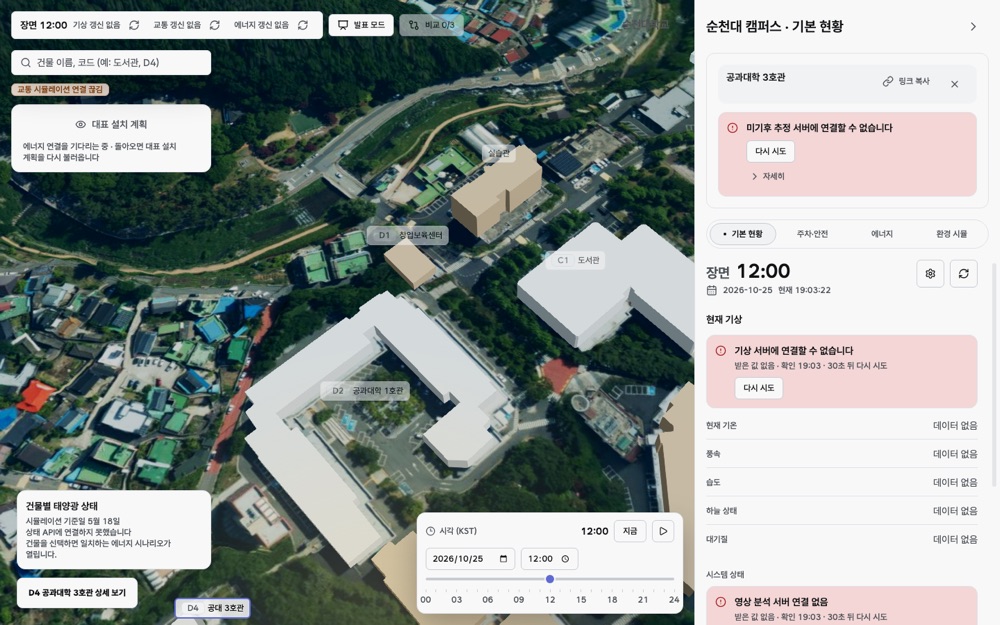 장면 12:00 기상 갱신 없음 교통 갱신 없음 에너지 갱신 없음
발표 모드
비교 0/3
건물 이름, 코드 (예: 도서관, D4)
교통 시뮬레이션 연결 끊김
대표 설치 계획
에너지 연결을 기다리는 중 · 돌아오면 대표 설치
계획을 다시 불러옵니다
실습관
D1 창업보육센터
C1 도서관
D2 공과대학 1호관
건물별 태양광 상태
시뮬레이션 기준일 5월 18일
상태 API에 연결하지 못했습니다
건물을 선택하면 일치하는 에너지 시나리오가
열립니다.
D4 공과대학 3호관 상세 보기
D4 공대 3호관
시각 (KST) 12:00 지금
2026/10/25 12:00
00 03 06 09 12 15 18 21 24
순천대 캠퍼스 · 기본 현황
공과대학 3호관
링크 복사
미기후 추정 서버에 연결할 수 없습니다
다시 시도
자세히
기본 현황 주차·안전 에너지 환경 시뮬
장면 12:00
2026-10-25 현재 19:03:22
현재 기상
기상 서버에 연결할 수 없습니다
받은 값 없음 · 확인 19:03 · 30초 뒤 다시 시도
다시 시도
현재 기온 데이터 없음
풍속 데이터 없음
습도 데이터 없음
하늘 상태 데이터 없음
대기질 데이터 없음
시스템 상태
영상 분석 서버 연결 없음
받은 값 없음 · 확인 19:03 · 30초 뒤 다시 시도